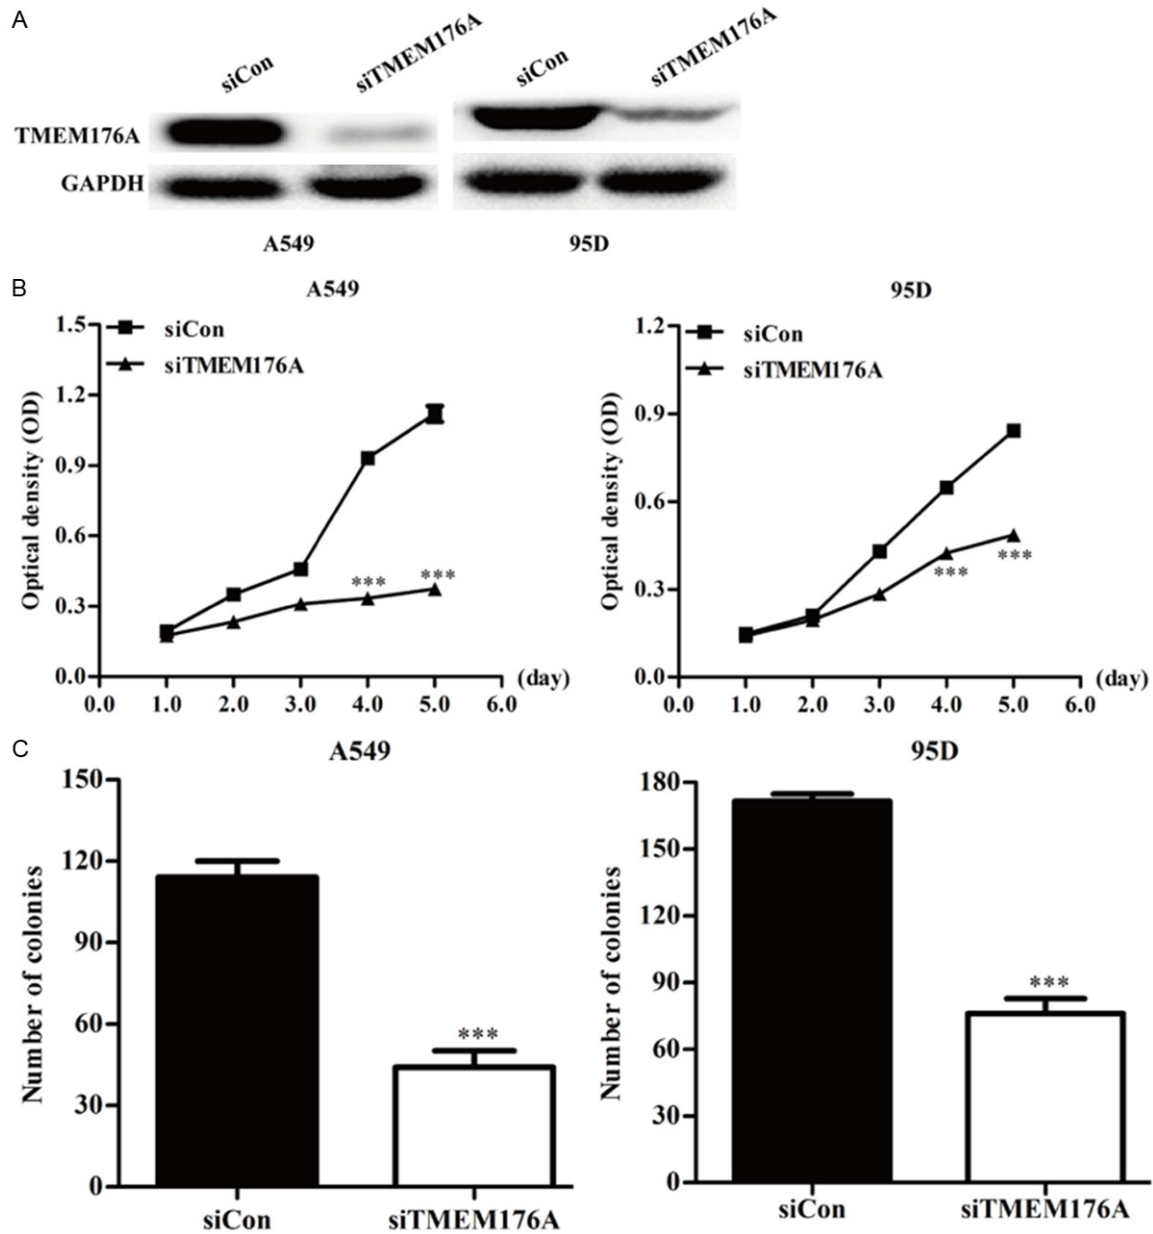 A
siCon
siTMEM176A
siCon
siTMEM176A
TMEM176A
GAPDH
A549
95D
B
A549
95D
1.5
siCon
siTMEM176A
1.2
0.9
0.6
0.3
0.0
Optical density (OD)
0.0 1.0 2.0 3.0 4.0 5.0 6.0
(day)
*** ***
1.2
siCon
siTMEM176A
0.9
0.6
0.3
0.0
Optical density (OD)
0.0 1.0 2.0 3.0 4.0 5.0 6.0
(day)
*** ***
C
A549
95D
150
120
90
60
30
0
Number of colonies
***
siCon siTMEM176A
180
150
120
90
60
30
0
Number of colonies
***
siCon siTMEM176A